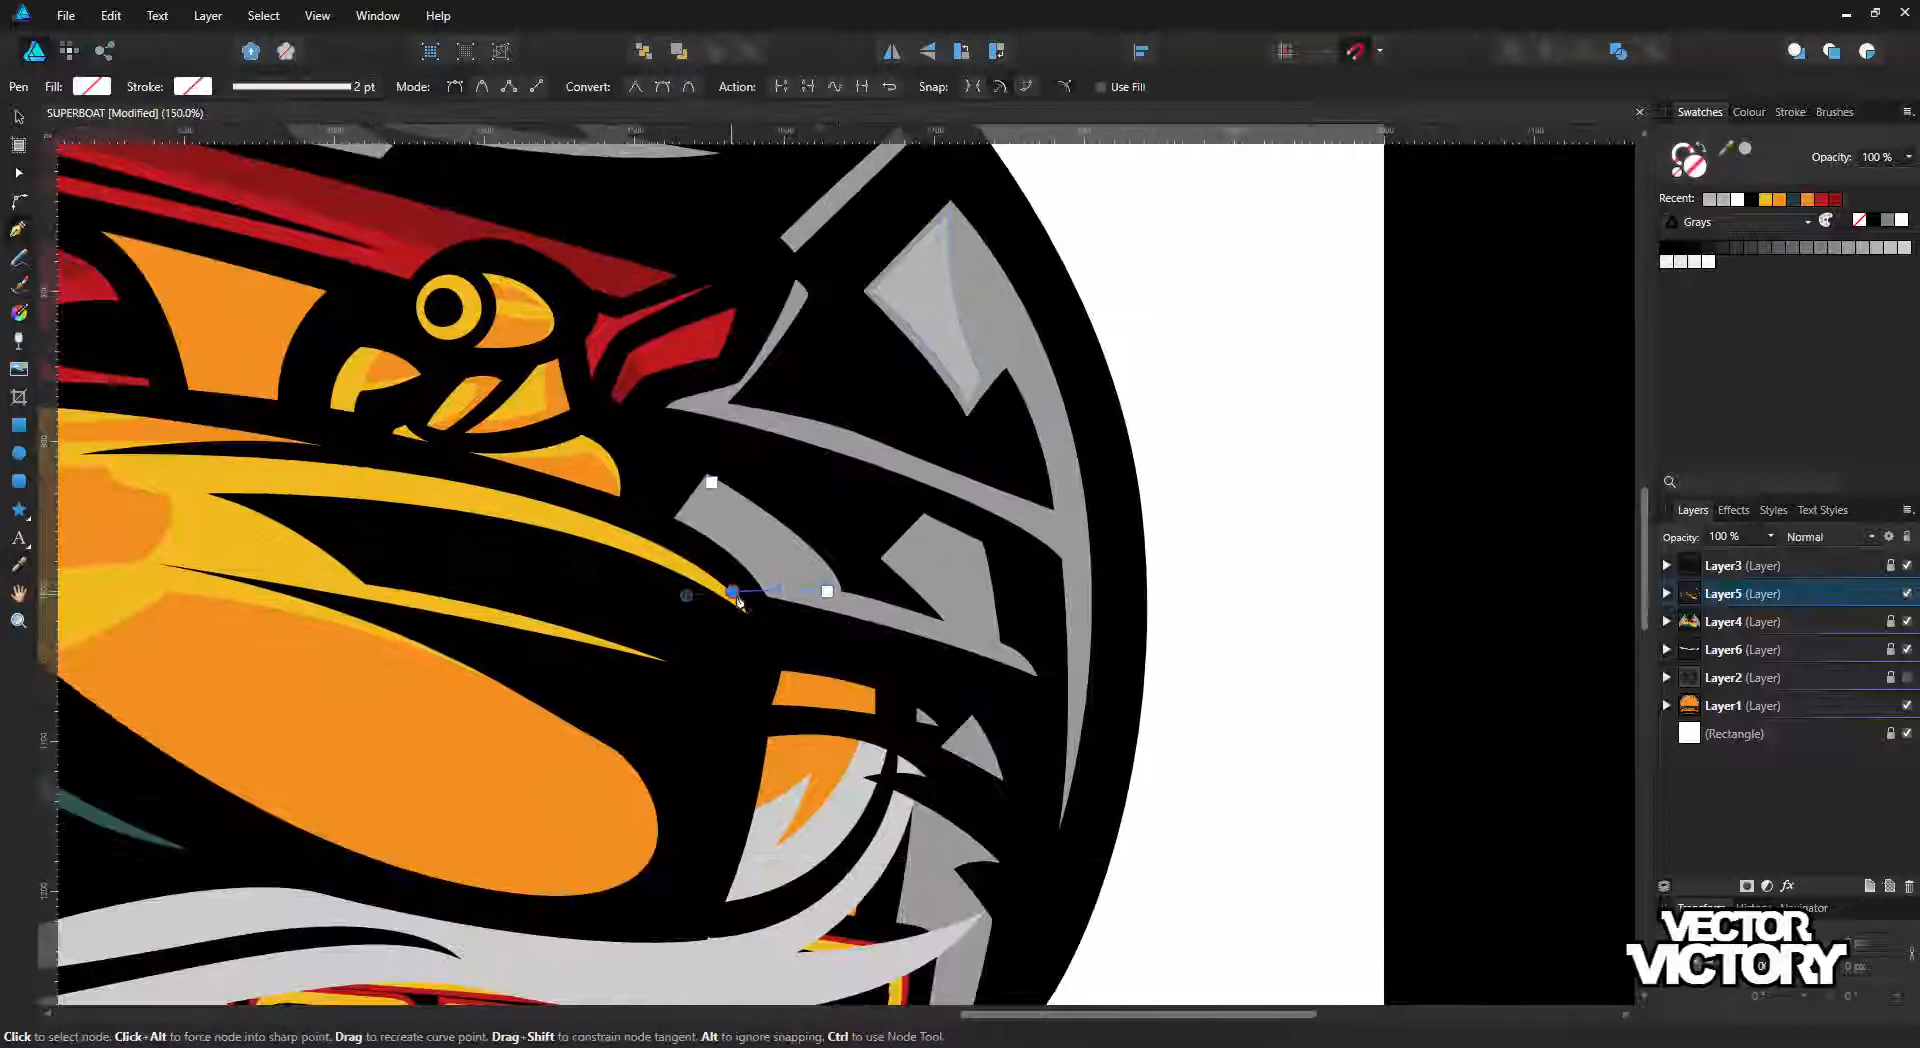 File Edit Text Layer Select View Window Help
Pen Fill: Stroke: 2 pt Mode: Convert: Action: Snap: Use Fill
SUPERBOAT [Modified] (150.0%)
Swatches Colour Stroke Brushes
Opacity: 100 %
Recent:
Grays
Layers Effects Styles Text Styles
Opacity: 100 % Normal
Layer3 (Layer)
Layer5 (Layer)
Layer4 (Layer)
Layer6 (Layer)
Layer2 (Layer)
Layer1 (Layer)
(Rectangle)
VECTOR
VICTORY
Click to select node. Click+Alt to force node into sharp point. Drag to recreate curve point. Drag+Shift to constrain node tangent. Alt to ignore snapping. Ctrl to use Node Tool.